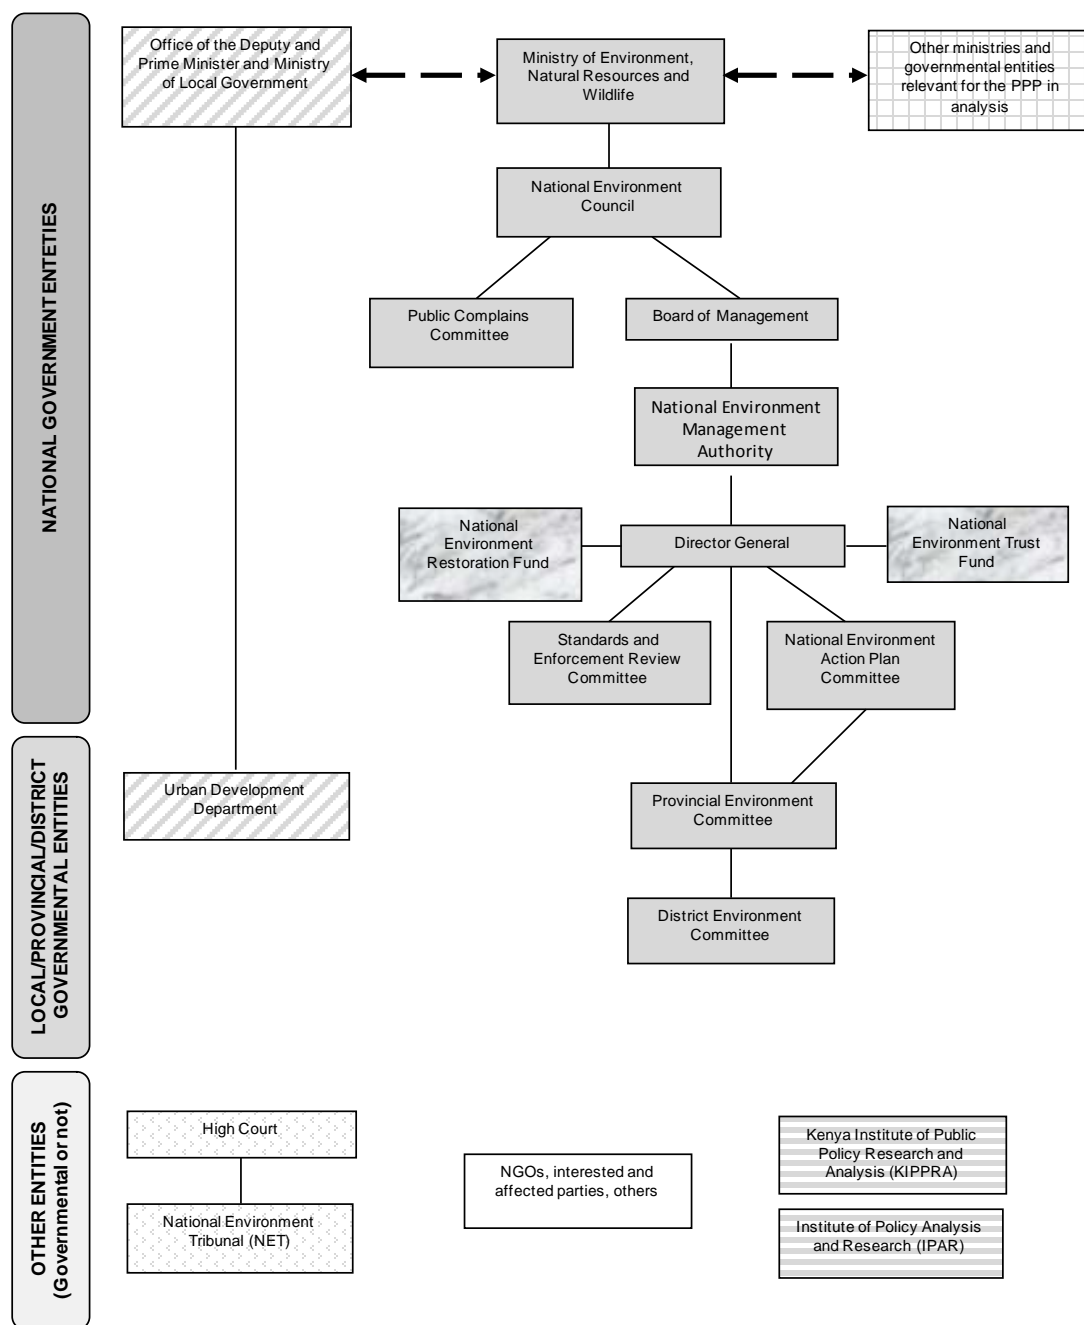 NATIONAL GOVERNMENT ENTETIES
Office of the Deputy and
Prime Minister and Ministry
of Local Government
Ministry of Environment,
Natural Resources and
Wildlife
Other ministries and
governmental entities
relevant for the PPP in
analysis
National Environment
Council
Public Complains
Committee
Board of Management
National Environment
Management
Authority
National
Environment
Restoration Fund
Director General
National
Environment Trust
Fund
Standards and
Enforcement Review
Committee
National Environment
Action Plan
Committee
LOCAL/PROVINCIAL/DISTRICT
GOVERNMENTAL ENTITIES
Urban Development
Department
Provincial Environment
Committee
District Environment
Committee
OTHER ENTITIES
(Governmental or not)
High Court
National Environment
Tribunal (NET)
NGOs, interested and
affected parties, others
Kenya Institute of Public
Policy Research and
Analysis (KIPPRA)
Institute of Policy Analysis
and Research (IPAR)